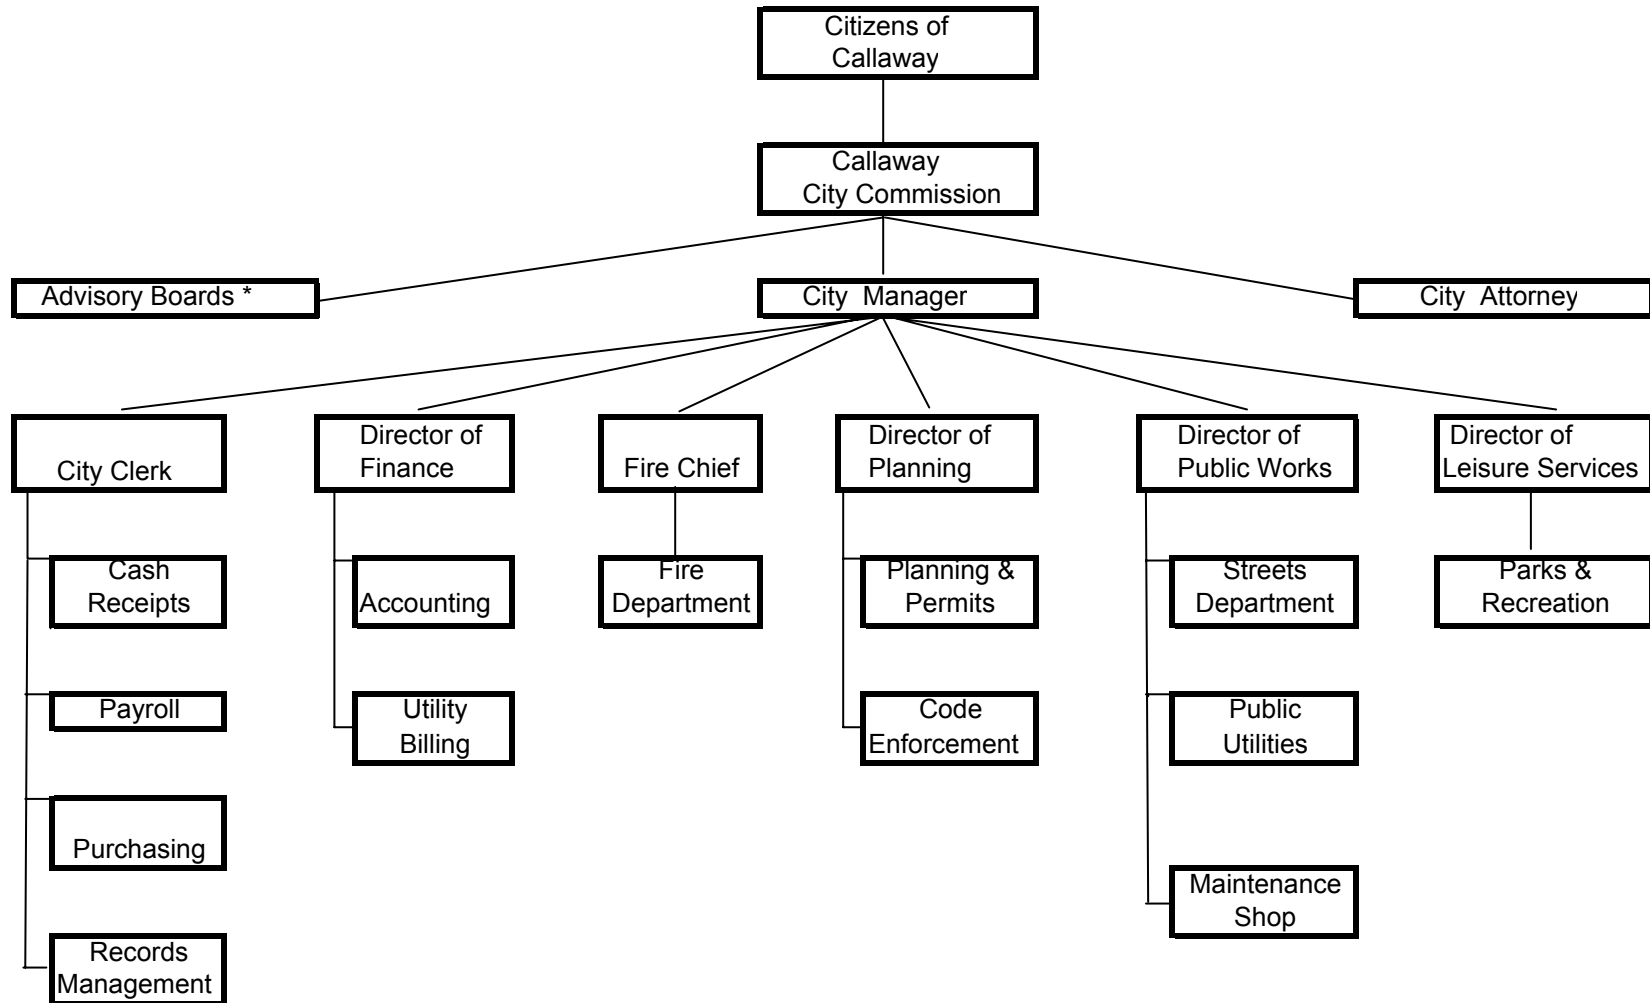 Citizens of
Callaway
Callaway
City Commission
Advisory Boards *
City Manager
City Attorney
City Clerk
Director of
Finance
Fire Chief
Director of
Planning
Director of
Public Works
Director of
Leisure Services
Cash
Receipts
Accounting
Fire
Department
Planning &
Permits
Streets
Department
Parks &
Recreation
Payroll
Utility
Billing
Code
Enforcement
Public
Utilities
Purchasing
Maintenance
Shop
Records
Management